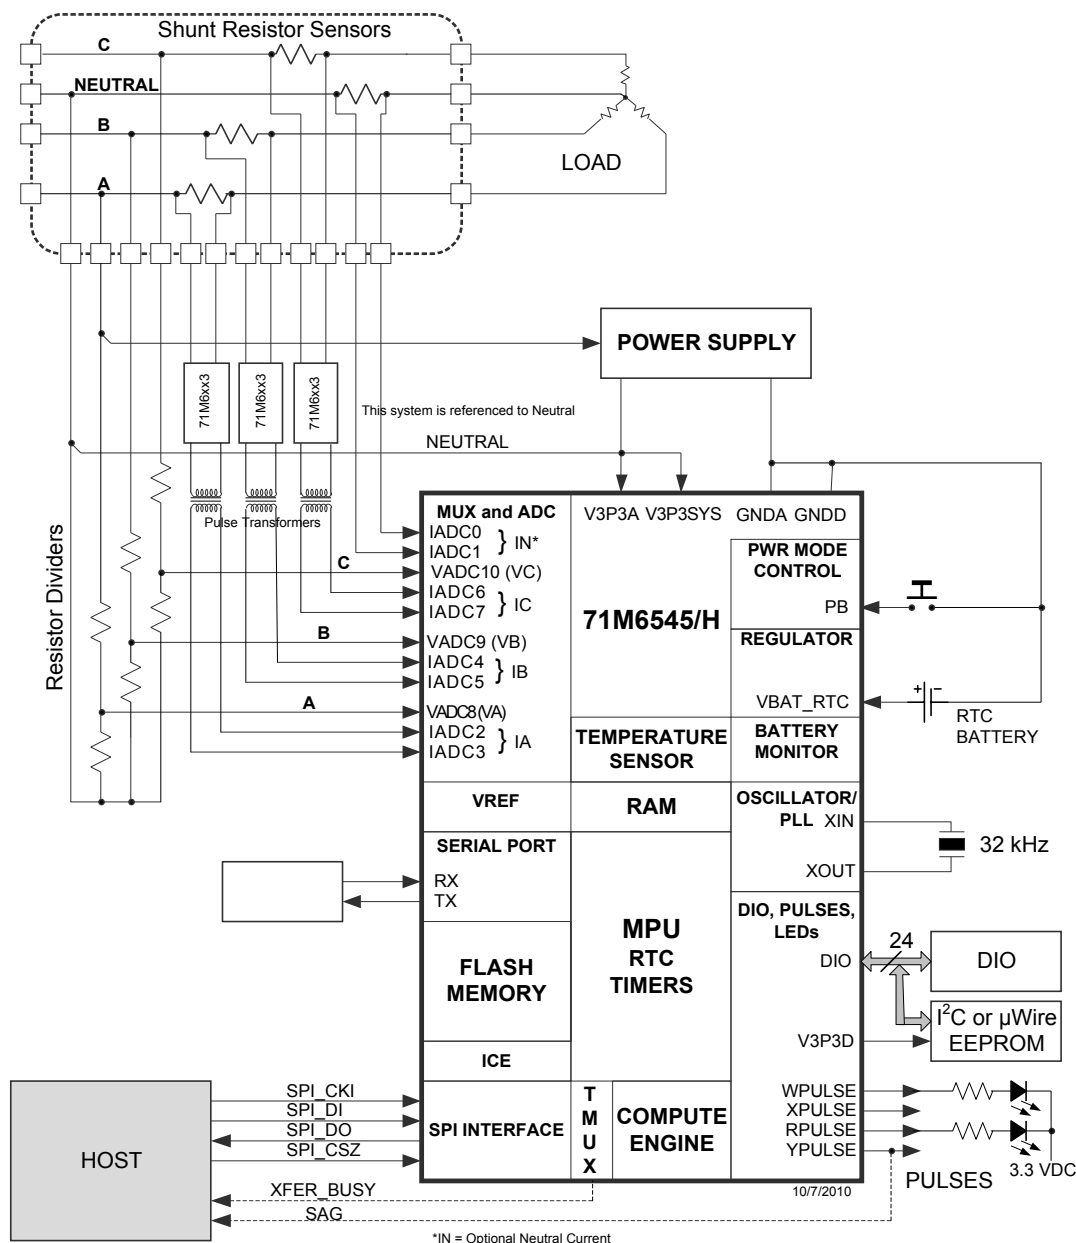 Shunt Resistor Sensors
C
NEUTRAL
B
A
LOAD
POWER SUPPLY
71M6xx3
71M6xx3
71M6xx3
This system is referenced to Neutral
NEUTRAL
Pulse Transformers
Resistor Dividers
MUX and ADC
IADC0
IADC1
} IN*
VADC10 (VC)
C
IADC6
IADC7
} IC
VADC9 (VB)
B
IADC4
IADC5
} IB
VADC8(VA)
A
IADC2
IADC3
} IA
V3P3A V3P3SYS
GNDA GNDD
71M6545/H
PWR MODE
CONTROL
PB
REGULATOR
VBAT_RTC
+ −
RTC
BATTERY
TEMPERATURE
SENSOR
BATTERY
MONITOR
VREF
RAM
OSCILLATOR/
PLL XIN
XOUT
32 kHz
SERIAL PORT
RX
TX
MPU
RTC
TIMERS
DIO, PULSES,
LEDs
DIO
24
DIO
FLASH
MEMORY
I2C or µWire
EEPROM
V3P3D
ICE
HOST
SPI_CKI
SPI_DI
SPI_DO
SPI_CSZ
SPI INTERFACE
T
M
U
X
COMPUTE
ENGINE
WPULSE
XPULSE
RPULSE
YPULSE
PULSES
3.3 VDC
XFER_BUSY
SAG
10/7/2010
*IN = Optional Neutral Current